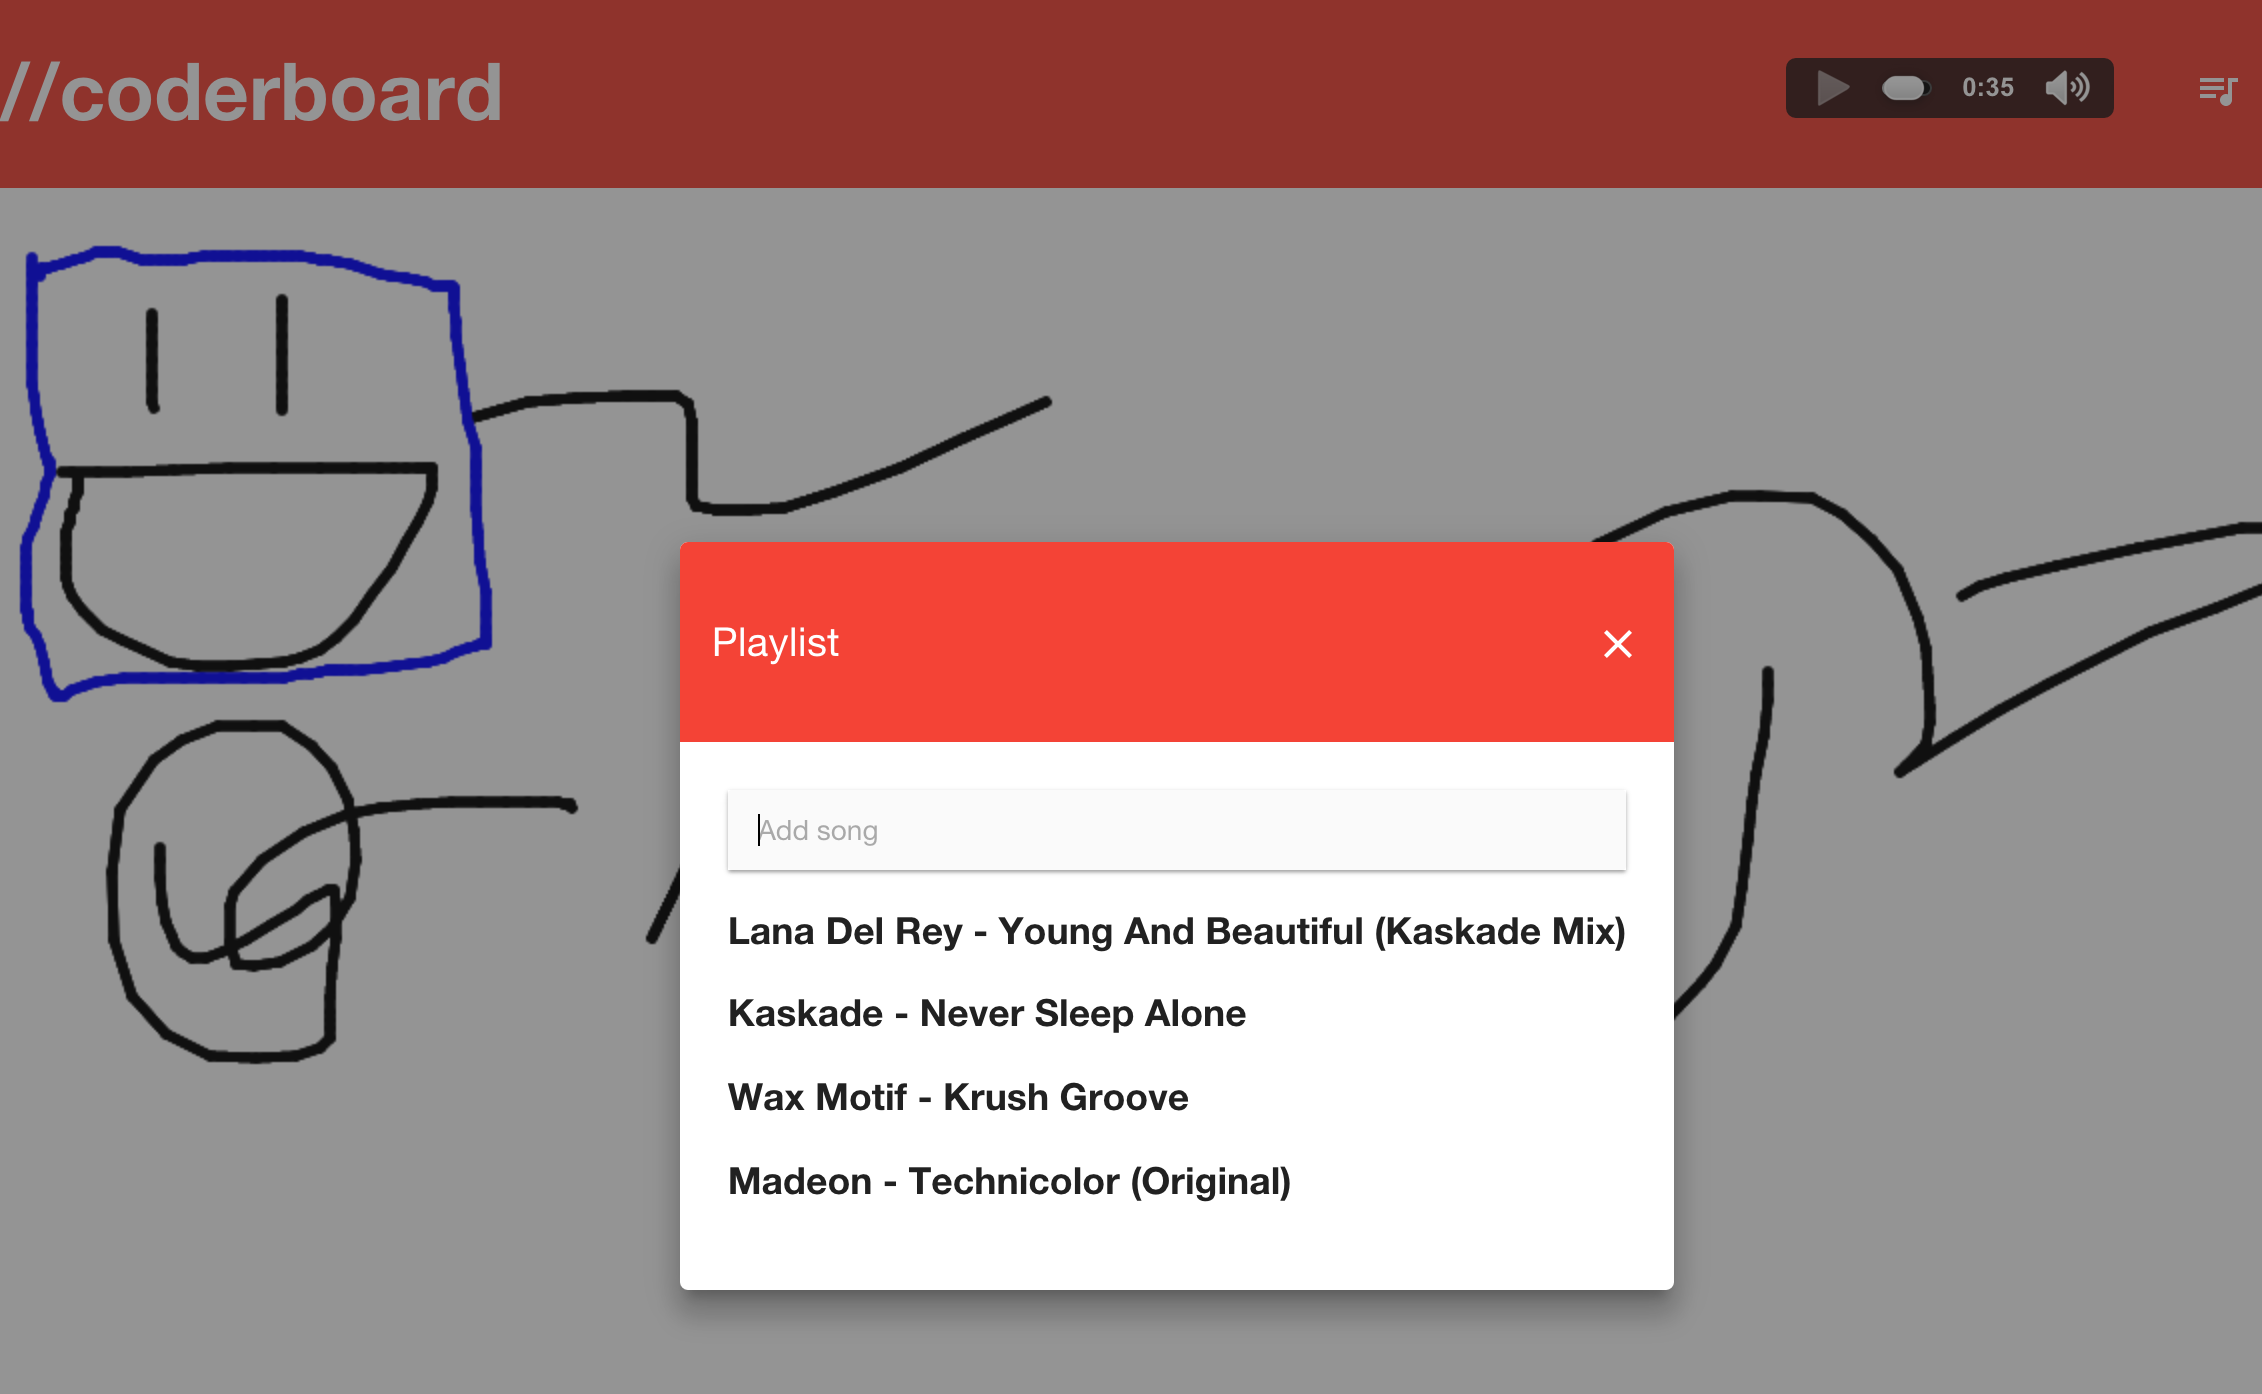 //coderboard
0:35
Playlist
Add song
Lana Del Rey - Young And Beautiful (Kaskade Mix)
Kaskade - Never Sleep Alone
Wax Motif - Krush Groove
Madeon - Technicolor (Original)